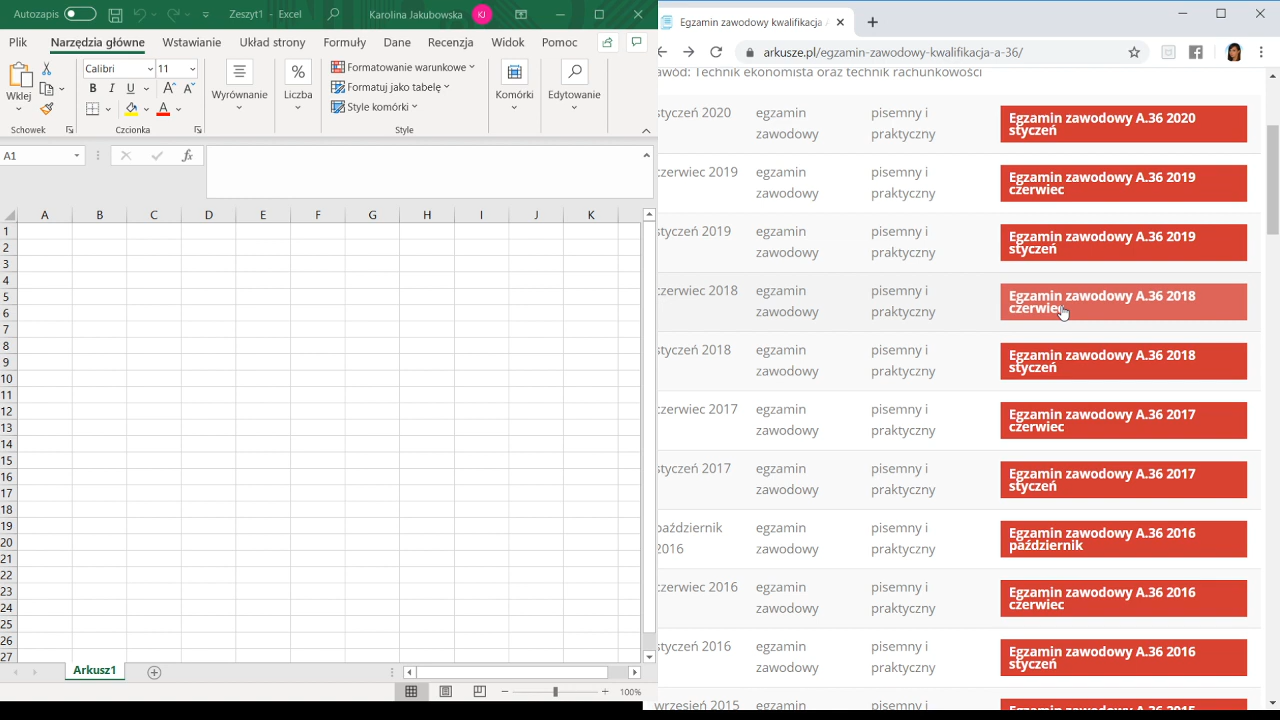 Autozapis
Zeszyt1 - Excel
Karolina Jakubowska
KJ
Plik
Narzędzia główne
Wstawianie
Układ strony
Formuły
Dane
Recenzja
Widok
Pomoc
Wklej
Calibri
11
B
I
U
A
A
A
Wyrównanie
%
Liczba
Formatowanie warunkowe
Formatuj jako tabelę
Style komórki
Komórki
Edytowanie
Schowek
Czcionka
Style
A1
fx
A B C D E F G H I J K
1
2
3
4
5
6
7
8
9
10
11
12
13
14
15
16
17
18
19
20
21
22
23
24
25
26
27
Arkusz1
100%
Egzamin zawodowy kwalifikacja
arkusze.pl/egzamin-zawodowy-kwalifikacja-a-36/
awód: Technik ekonomista oraz technik rachunkowości
styczeń 2020
egzamin
zawodowy
pisemny i
praktyczny
Egzamin zawodowy A.36 2020
styczeń
czerwiec 2019
egzamin
zawodowy
pisemny i
praktyczny
Egzamin zawodowy A.36 2019
czerwiec
styczeń 2019
egzamin
zawodowy
pisemny i
praktyczny
Egzamin zawodowy A.36 2019
styczeń
czerwiec 2018
egzamin
zawodowy
pisemny i
praktyczny
Egzamin zawodowy A.36 2018
czerwiec
styczeń 2018
egzamin
zawodowy
pisemny i
praktyczny
Egzamin zawodowy A.36 2018
styczeń
czerwiec 2017
egzamin
zawodowy
pisemny i
praktyczny
Egzamin zawodowy A.36 2017
czerwiec
styczeń 2017
egzamin
zawodowy
pisemny i
praktyczny
Egzamin zawodowy A.36 2017
styczeń
październik
2016
egzamin
zawodowy
pisemny i
praktyczny
Egzamin zawodowy A.36 2016
październik
czerwiec 2016
egzamin
zawodowy
pisemny i
praktyczny
Egzamin zawodowy A.36 2016
czerwiec
styczeń 2016
egzamin
zawodowy
pisemny i
praktyczny
Egzamin zawodowy A.36 2016
styczeń
wrzesień 2015
egzamin
pisemny i
Egzamin zawodowy A.36 2015